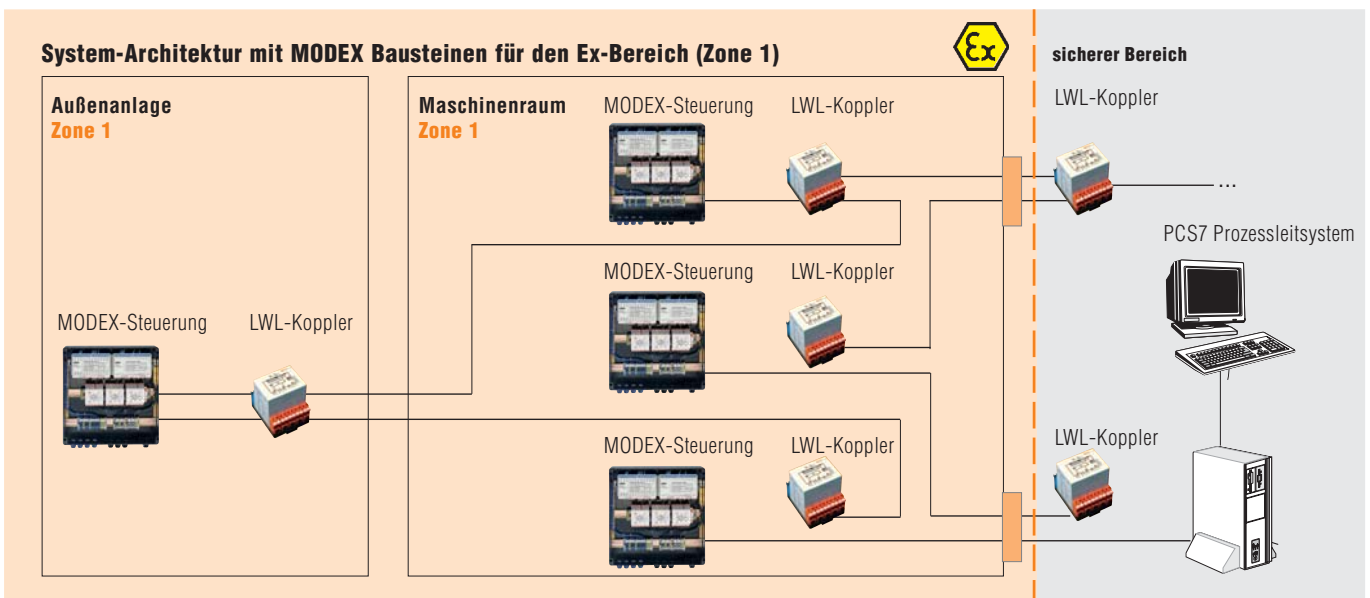 System-Architektur mit MODEX Bausteinen für den Ex-Bereich (Zone 1)
Ex
sicherer Bereich
Außenanlage
Zone 1
Maschinenraum
Zone 1
MODEX-Steuerung
LWL-Koppler
LWL-Koppler
...
PCS7 Prozessleitsystem
MODEX-Steuerung
LWL-Koppler
MODEX-Steuerung
LWL-Koppler
MODEX-Steuerung
LWL-Koppler
LWL-Koppler